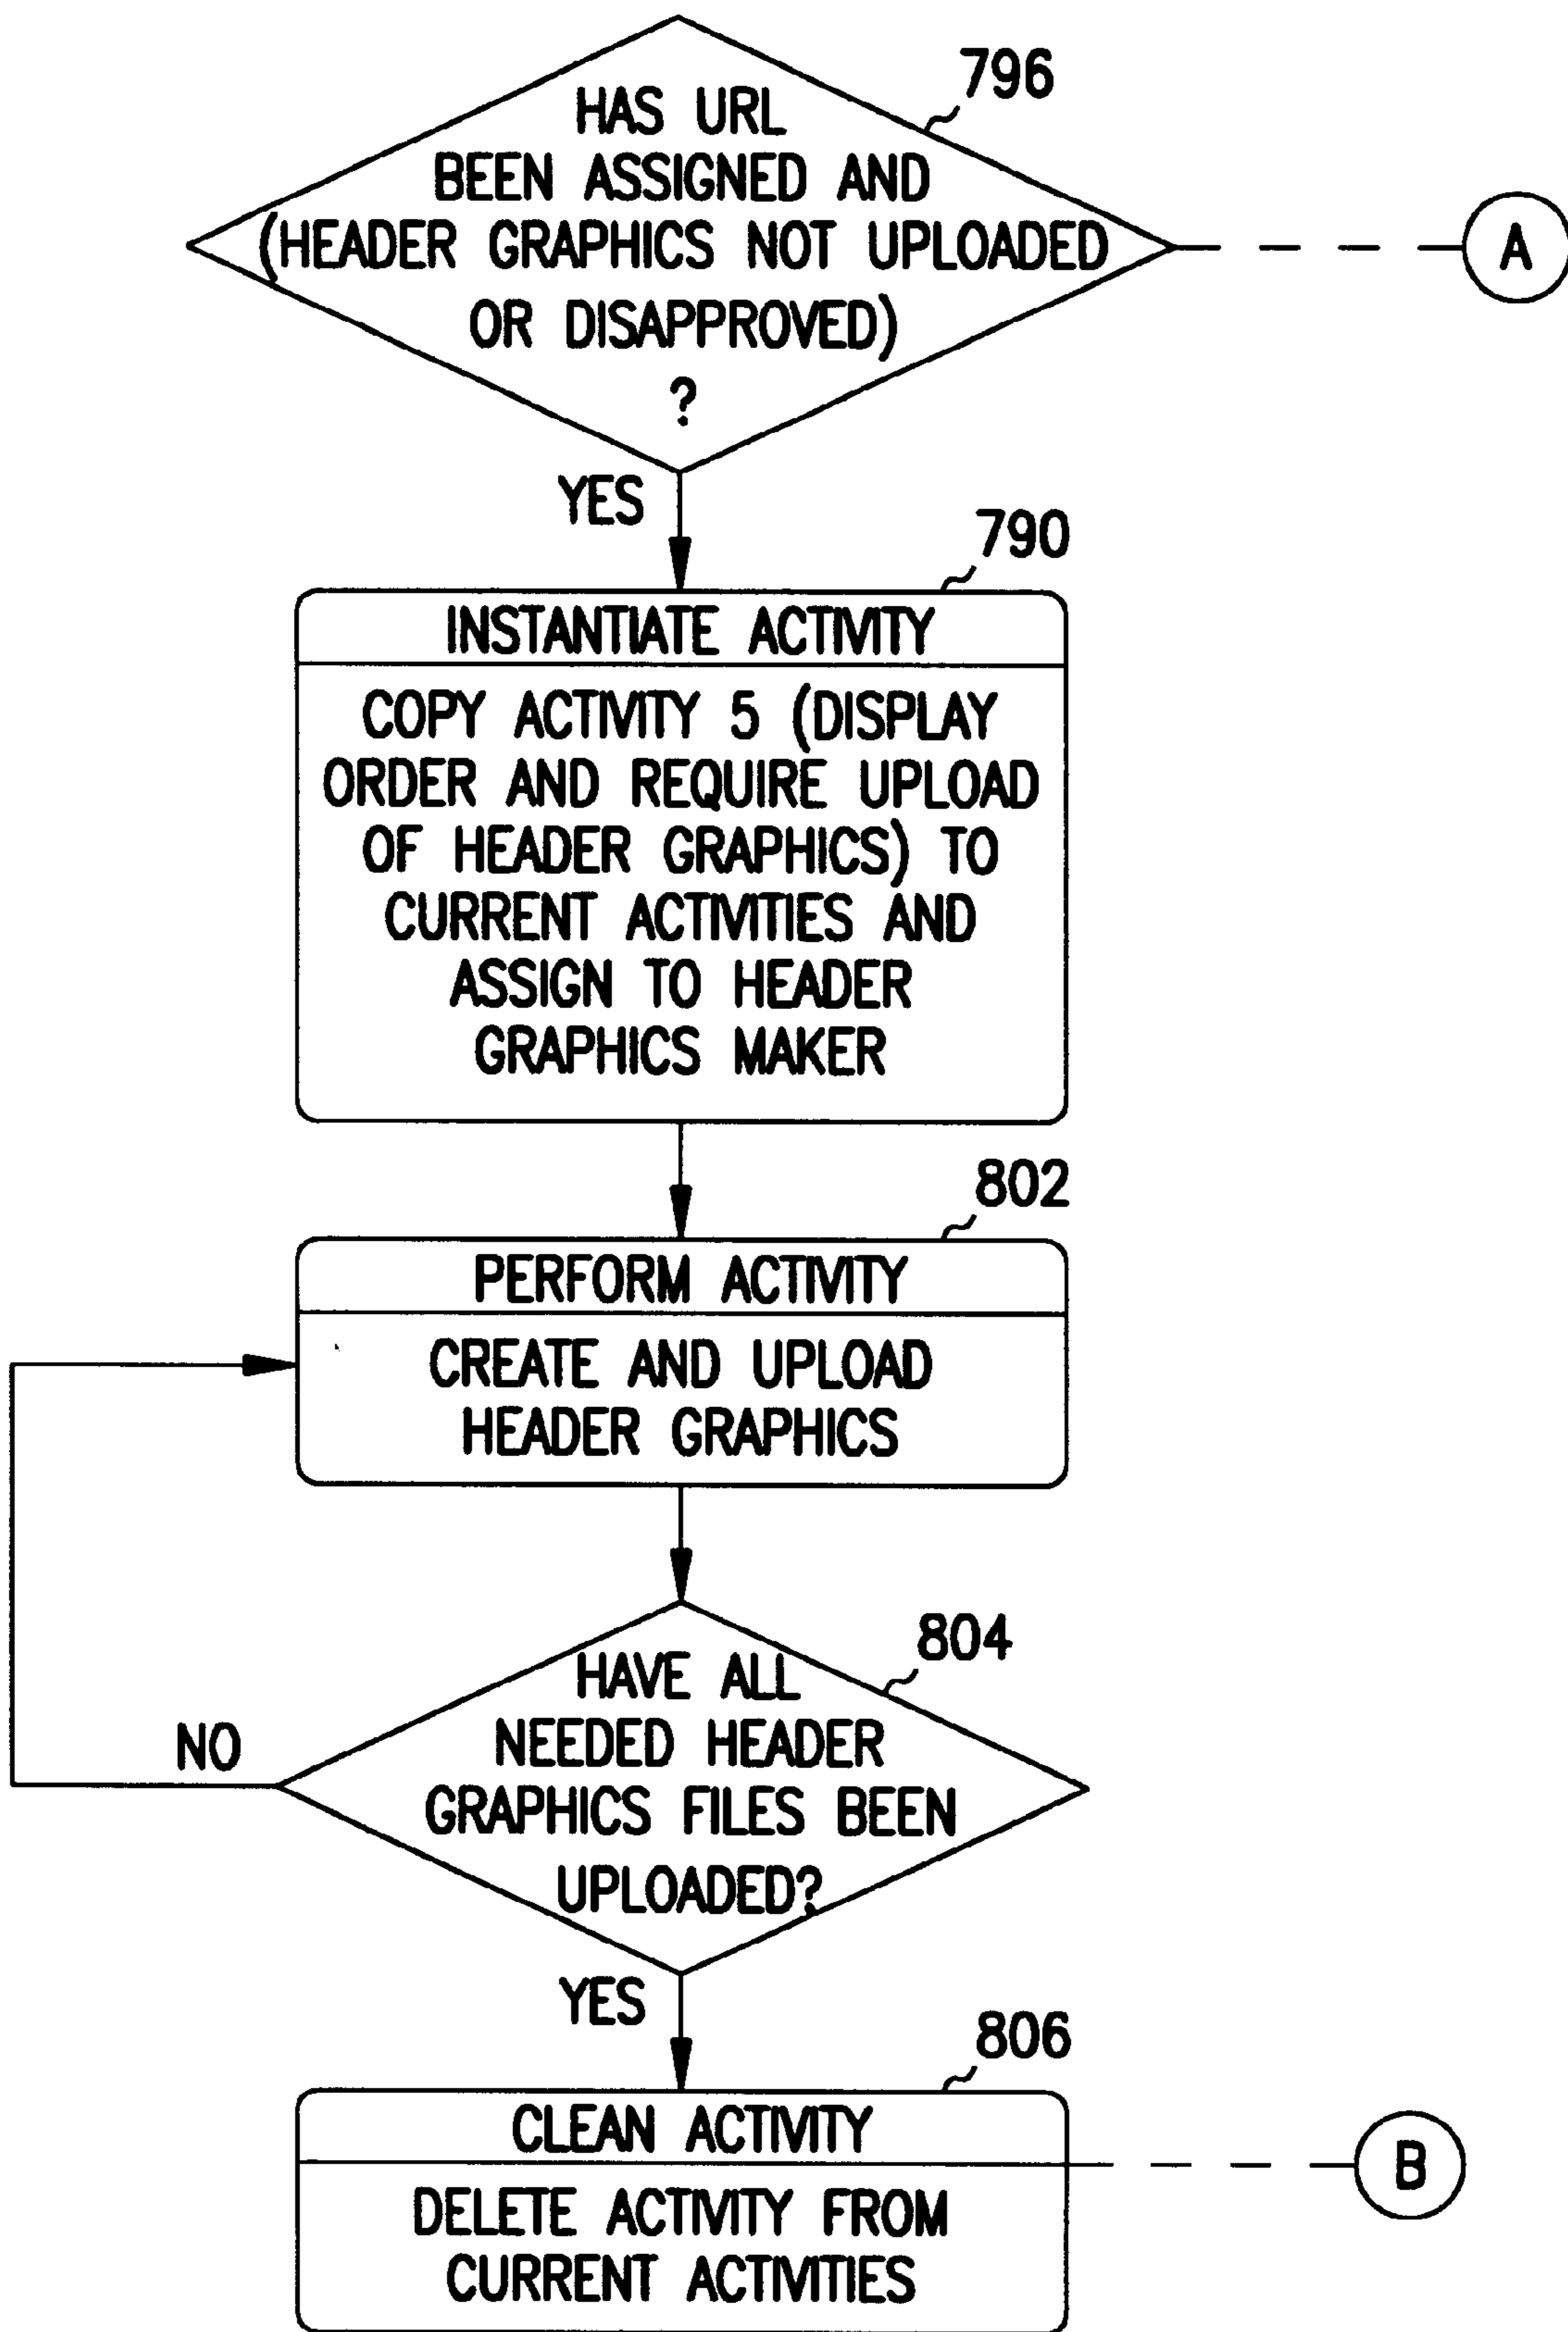 796
HAS URL
BEEN ASSIGNED AND
(HEADER GRAPHICS NOT UPLOADED
OR DISAPPROVED)
?
A
YES
790
INSTANTIATE ACTIVITY
COPY ACTIVITY 5 (DISPLAY
ORDER AND REQUIRE UPLOAD
OF HEADER GRAPHICS) TO
CURRENT ACTIVITIES AND
ASSIGN TO HEADER
GRAPHICS MAKER
802
PERFORM ACTIVITY
CREATE AND UPLOAD
HEADER GRAPHICS
804
HAVE ALL
NEEDED HEADER
GRAPHICS FILES BEEN
UPLOADED?
NO
YES
806
CLEAN ACTIVITY
B
DELETE ACTIVITY FROM
CURRENT ACTIVITIES